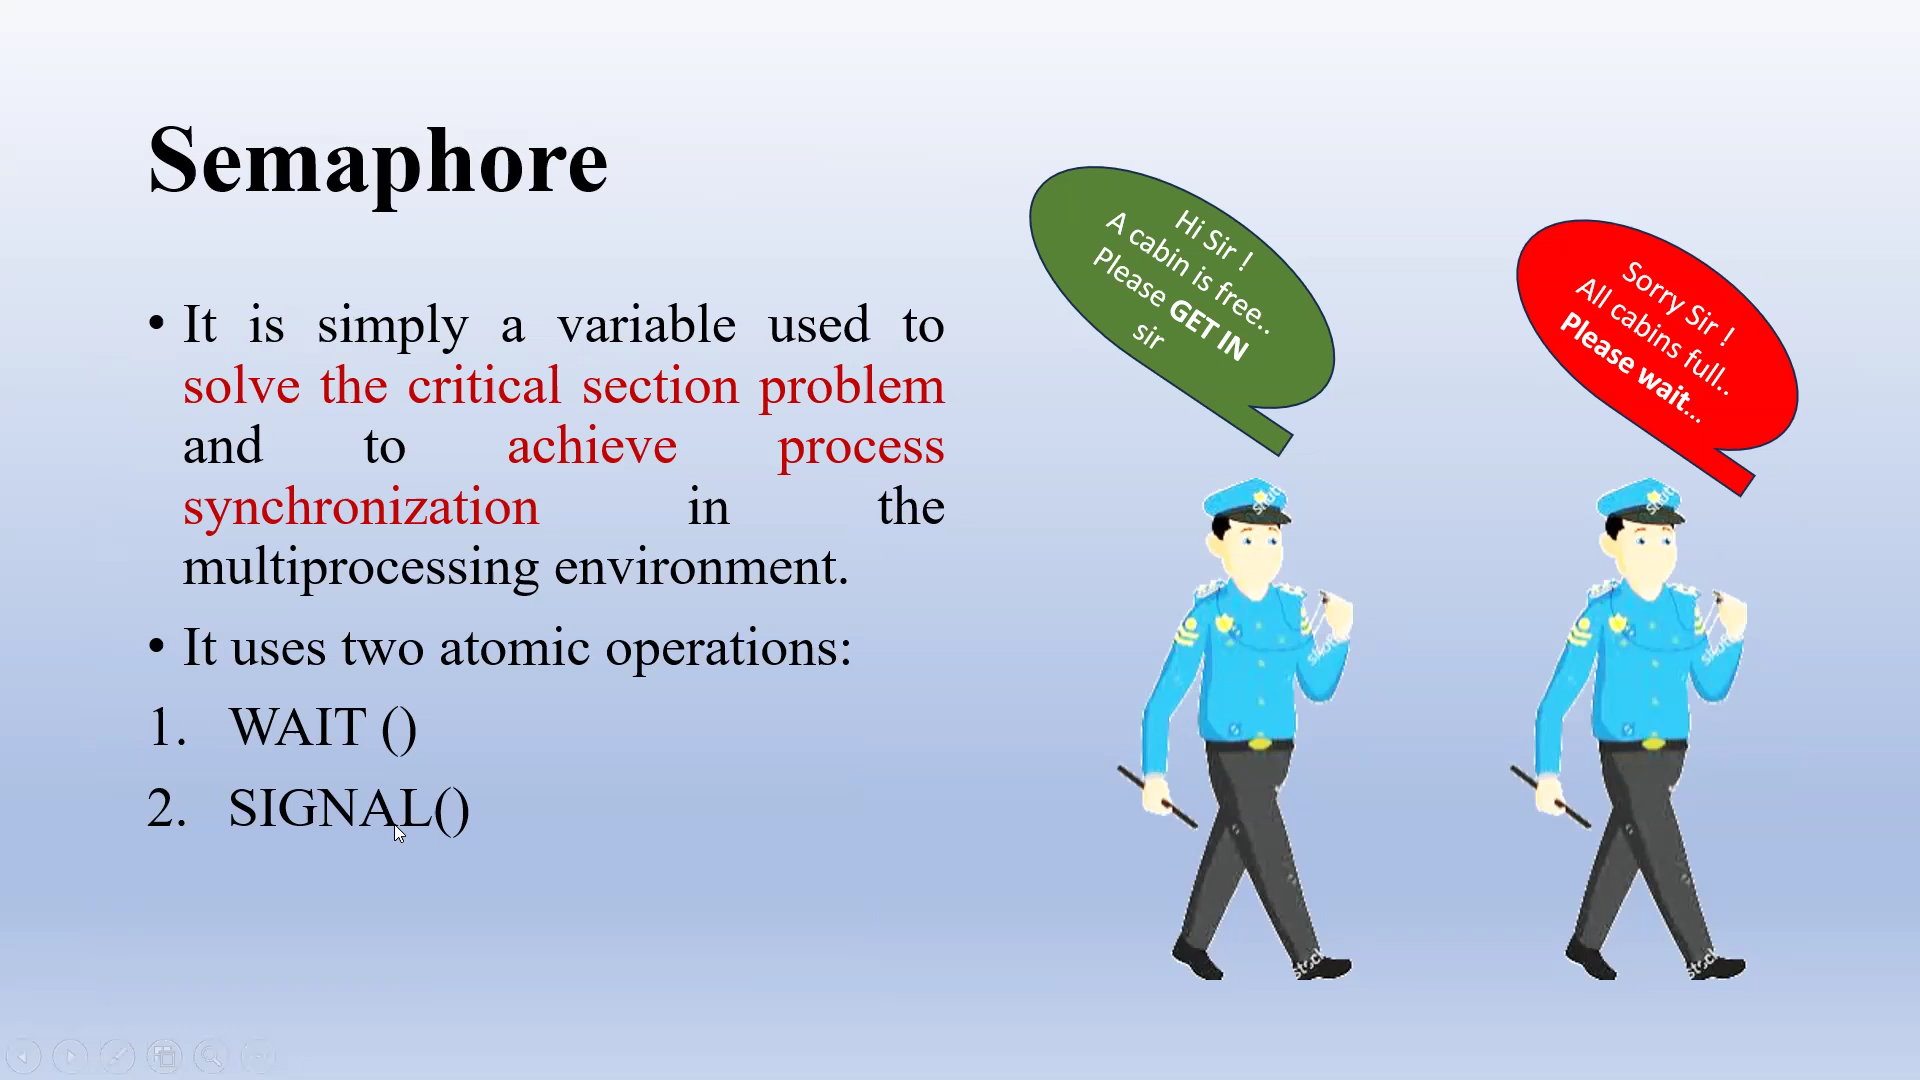 Semaphore
• It is simply a variable used to
solve the critical section problem
and to achieve process
synchronization in the
multiprocessing environment.
• It uses two atomic operations:
1. WAIT ()
2. SIGNAL()
Hi Sir !
A cabin is free..
Please GET IN
sir
Sorry Sir !
All cabins full..
Please wait...